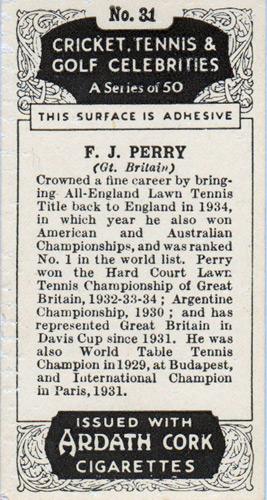 No. 31
CRICKET, TENNIS &
GOLF CELEBRITIES
A Series of 50
THIS SURFACE IS ADHESIVE
F. J. PERRY
(Gt. Britain)
Crowned a fine career by bring-
ing All-England Lawn Tennis
Title back to England in 1934,
in which year he also won
American and Australian
Championships, and was ranked
No. 1 in the world list. Perry
won the Hard Court Lawn
Tennis Championship of Great
Britain, 1932-33-34 ; Argentine
Championship, 1930 ; and has
represented Great Britain in
Davis Cup since 1931. He was
also World Table Tennis
Champion in 1929, at Budapest,
and International Champion
in Paris, 1931.
ISSUED WITH
ARDATH CORK
CIGARETTES